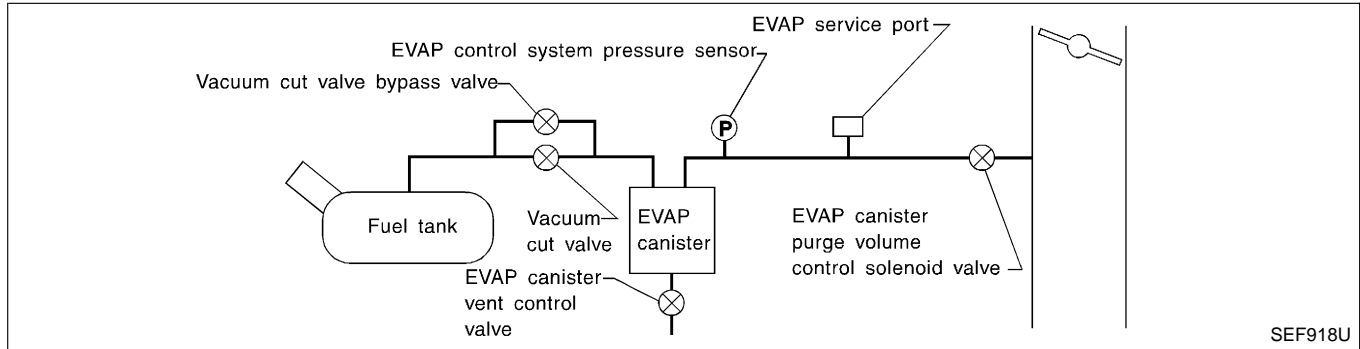 EVAP service port
EVAP control system pressure sensor
Vacuum cut valve bypass valve
P
Fuel tank
Vacuum
cut valve
EVAP
canister
EVAP canister
purge volume
control solenoid valve
EVAP canister
vent control
valve
SEF918U